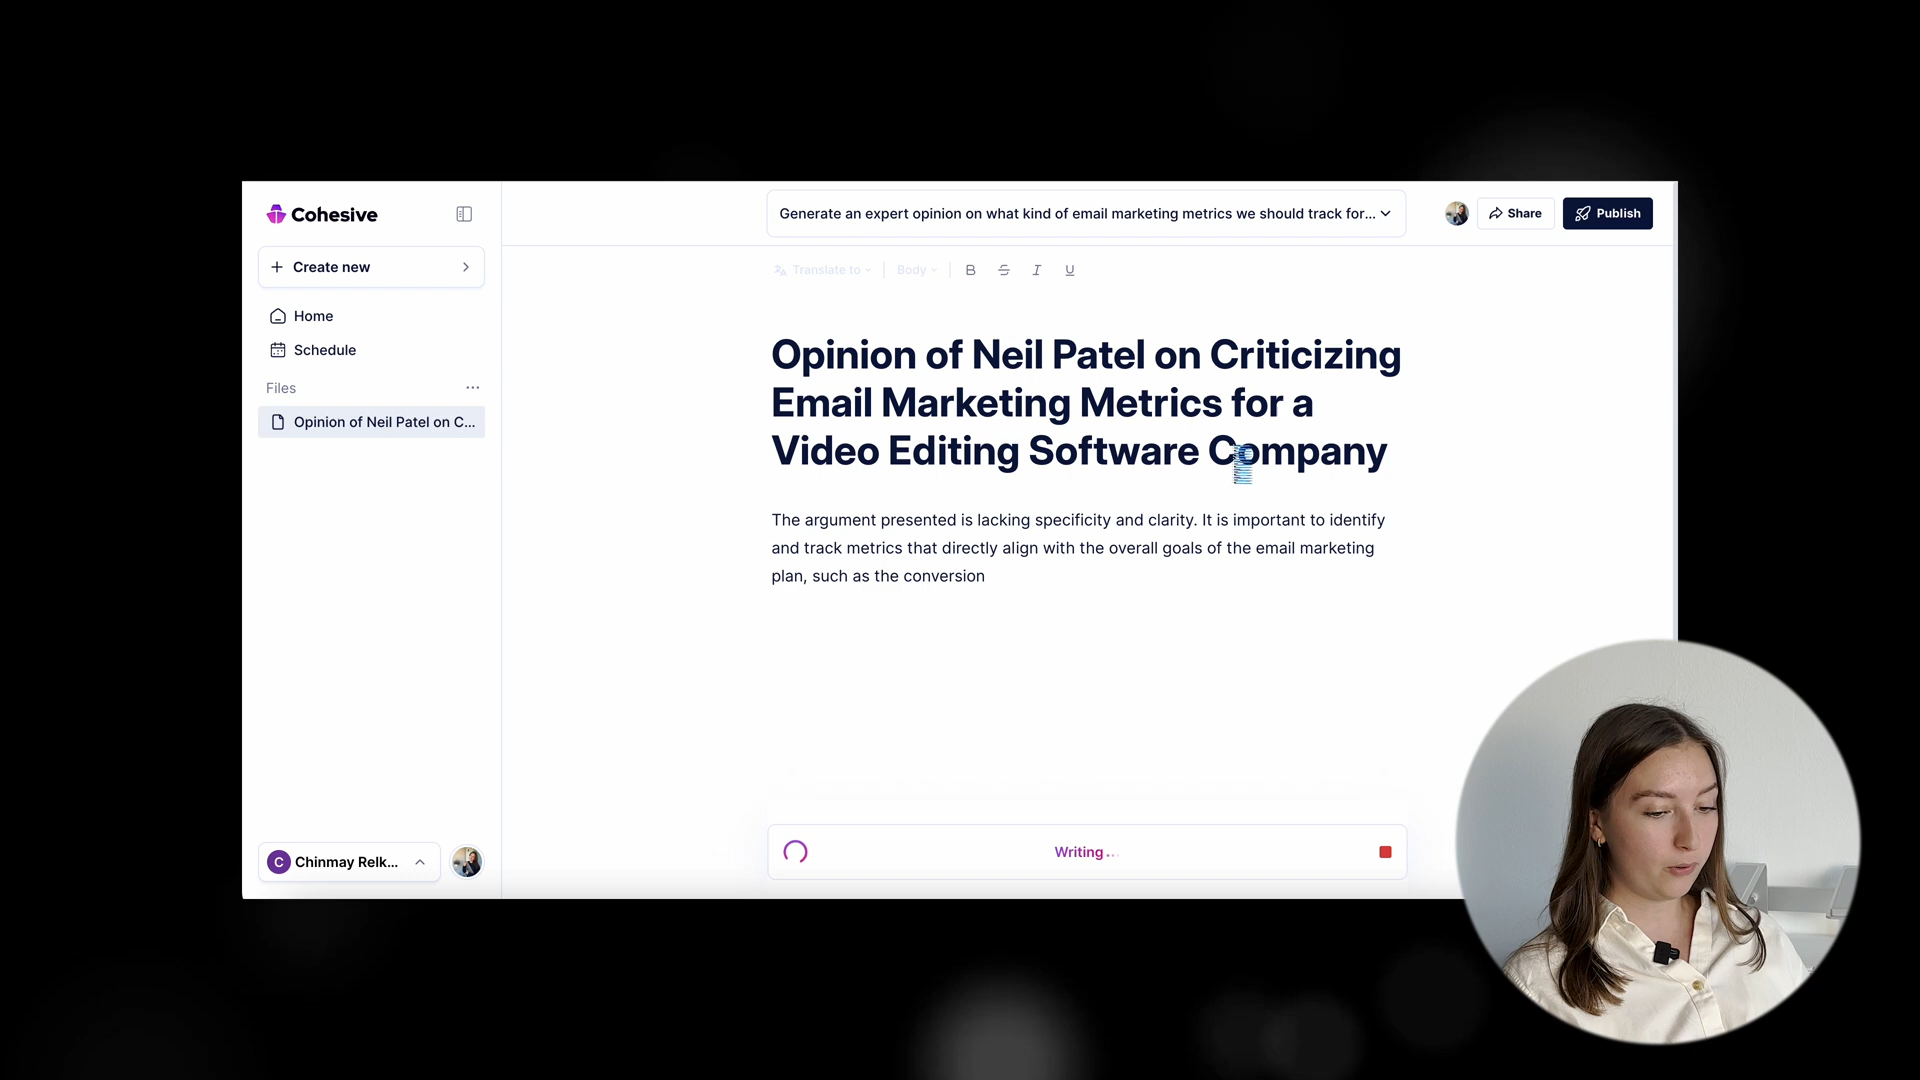 Cohesive
Generate an expert opinion on what kind of email marketing metrics we should track for...
Share
Publish
Create new
Translate to
Body
B
S
I
U
Home
Schedule
Files
Opinion of Neil Patel on C...
Opinion of Neil Patel on Criticizing
Email Marketing Metrics for a
Video Editing Software Company
The argument presented is lacking specificity and clarity. It is important to identify
and track metrics that directly align with the overall goals of the email marketing
plan, such as the conversion
Writing...
C
Chinmay Relk...